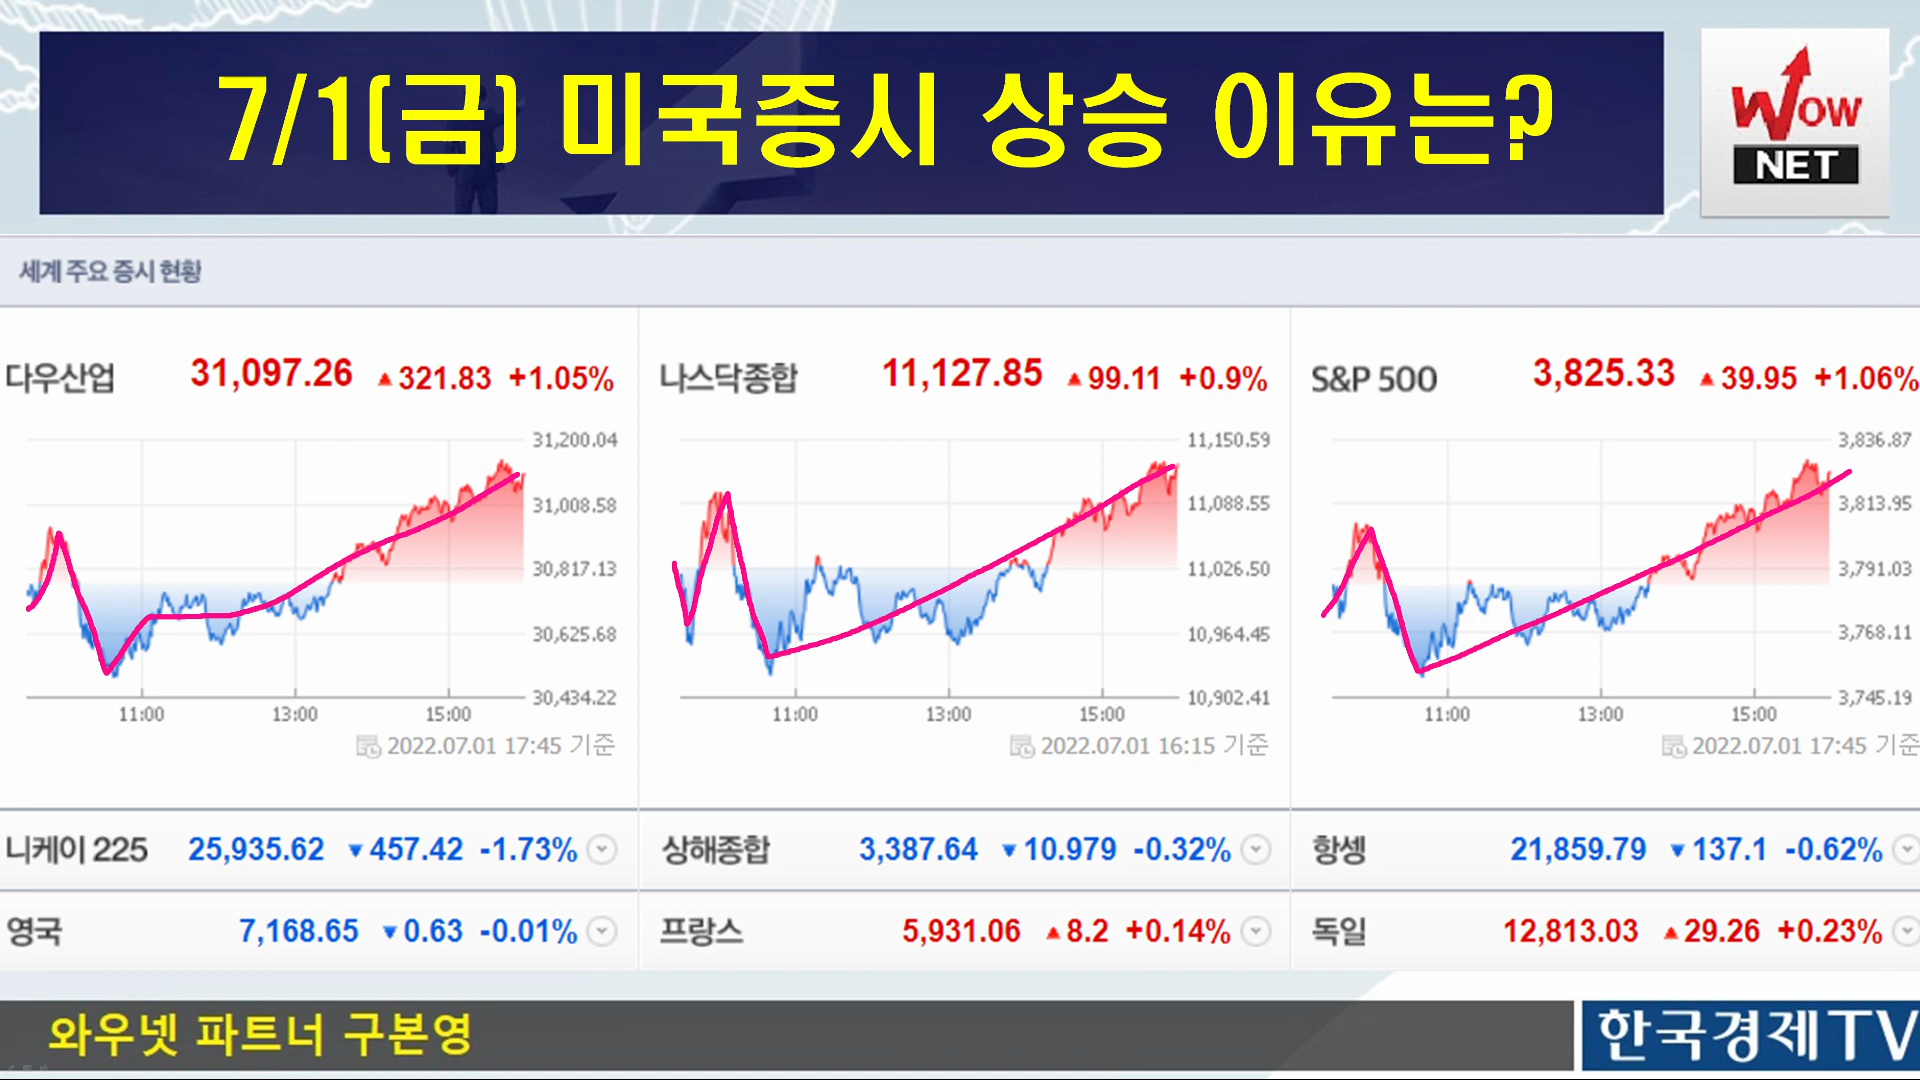 7/1(금) 미국증시 상승 이유는?
WOW
NET
세계 주요 증시 현황
다우산업 31,097.26 ▲321.83 +1.05%
나스닥종합 11,127.85 ▲99.11 +0.9%
S&P 500 3,825.33 ▲39.95 +1.06%
31,200.04
31,008.58
30,817.13
30,625.68
30,434.22
11:00 13:00 15:00
2022.07.01 17:45 기준
11,150.59
11,088.55
11,026.50
10,964.45
10,902.41
11:00 13:00 15:00
2022.07.01 16:15 기준
3,836.87
3,813.95
3,791.03
3,768.11
3,745.19
11:00 13:00 15:00
2022.07.01 17:45 기준
니케이 225 25,935.62 ▼457.42 -1.73%
상해종합 3,387.64 ▼10.979 -0.32%
항셍 21,859.79 ▼137.1 -0.62%
영국 7,168.65 ▼0.63 -0.01%
프랑스 5,931.06 ▲8.2 +0.14%
독일 12,813.03 ▲29.26 +0.23%
와우넷 파트너 구본영
한국경제TV